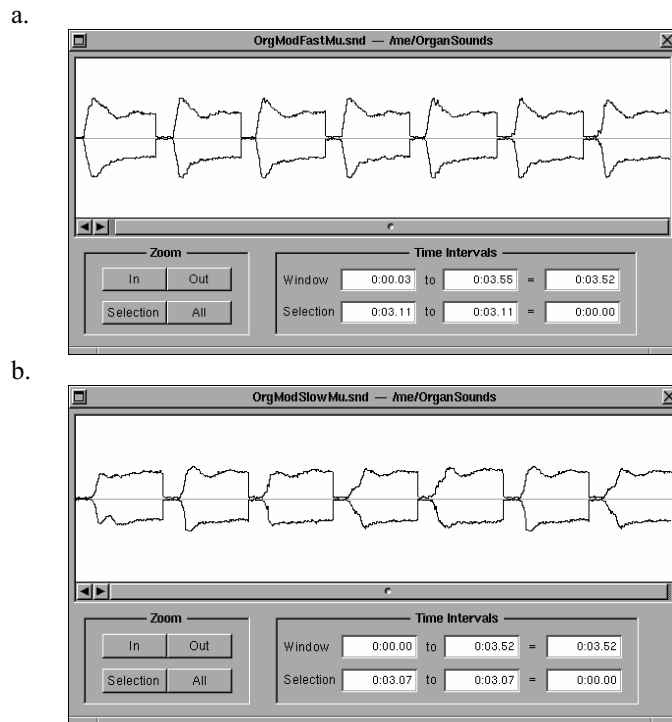 a.
OrgModFastMu.snd — /me/OrganSounds
Zoom
Time Intervals
In Out
Window 0:00.03 to 0:03.55 = 0:03.52
Selection All
Selection 0:03.11 to 0:03.11 = 0:00.00
b.
OrgModSlowMu.snd — /me/OrganSounds
Zoom
Time Intervals
In Out
Window 0:00.00 to 0:03.52 = 0:03.52
Selection All
Selection 0:03.07 to 0:03.07 = 0:00.00